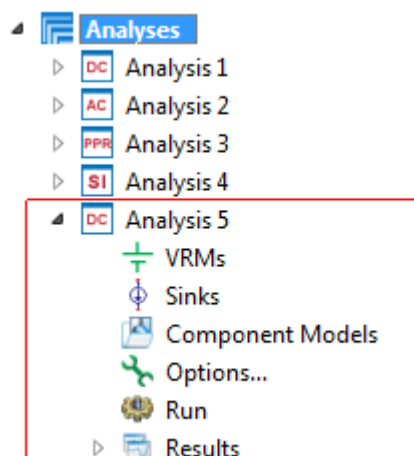 Analyses
DC Analysis 1
AC Analysis 2
PPR Analysis 3
SI Analysis 4
DC Analysis 5
VRMs
Sinks
Component Models
Options...
Run
Results